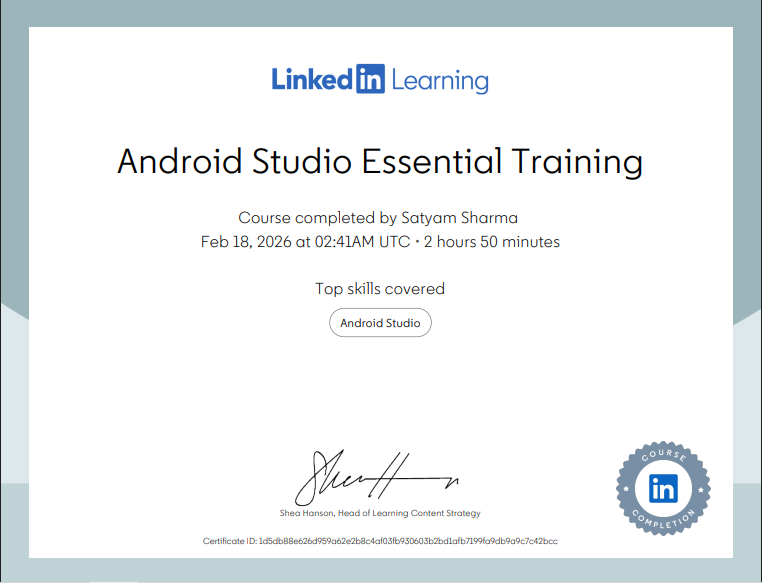 Linked in Learning
Android Studio Essential Training
Course completed by Satyam Sharma
Feb 18, 2026 at 02:41AM UTC • 2 hours 50 minutes
Top skills covered
Android Studio
Shea Hanson, Head of Learning Content Strategy
Certificate ID: 1d5db88e626d959a62e2b8c4af03fb930603b2bd1afb7199fa9db9a9c7c42bcc
COURSE
in
COMPLETION